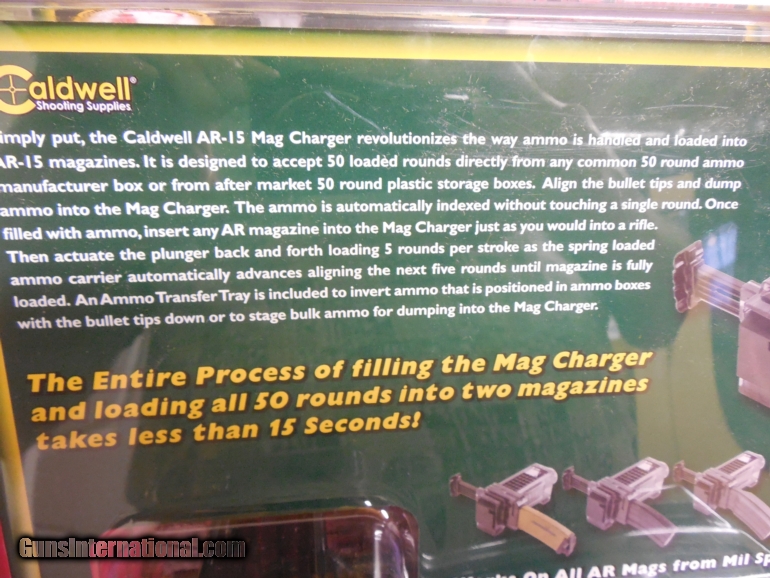 Caldwell®
Shooting Supplies
imply put, the Caldwell AR-15 Mag Charger revolutionizes the way ammo is handled and loaded into
AR-15 magazines. It is designed to accept 50 loaded rounds directly from any common 50 round ammo
manufacturer box or from after market 50 round plastic storage boxes. Align the bullet tips and dump
ammo into the Mag Charger. The ammo is automatically indexed without touching a single round. Once
filled with ammo, insert any AR magazine into the Mag Charger just as you would into a rifle.
Then actuate the plunger back and forth loading 5 rounds per stroke as the spring loaded
ammo carrier automatically advances aligning the next five rounds until magazine is fully
loaded. An Ammo Transfer Tray is included to invert ammo that is positioned in ammo boxes
with the bullet tips down or to stage bulk ammo for dumping into the Mag Charger.
The Entire Process of filling the Mag Charger
and loading all 50 rounds into two magazines
takes less than 15 Seconds!
On All AR Mags from Mil Sp
GunsInternational.com